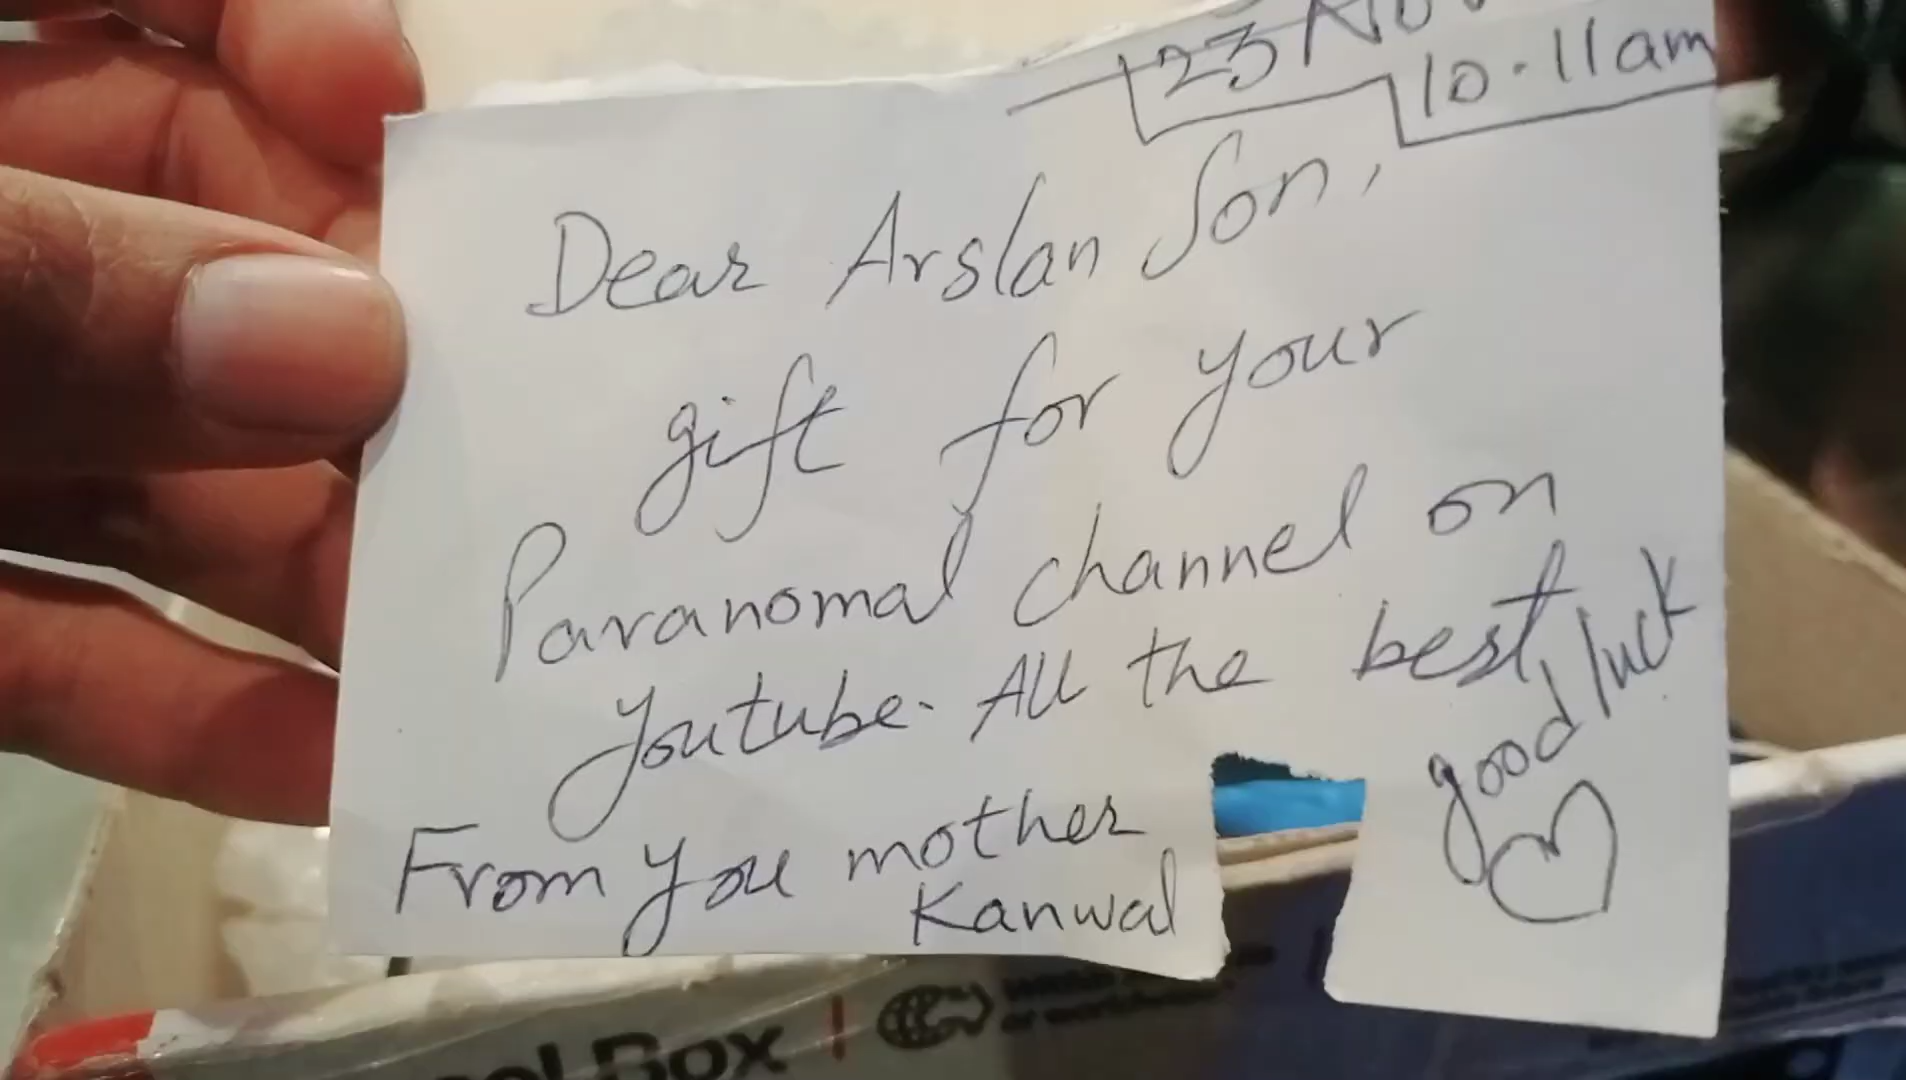 23 Nov
10.11am
Dear Arslan Son,
gift for your
Paranomal channel on
Youtube. All the best,
good luck
From you mother
Kanwal
Box